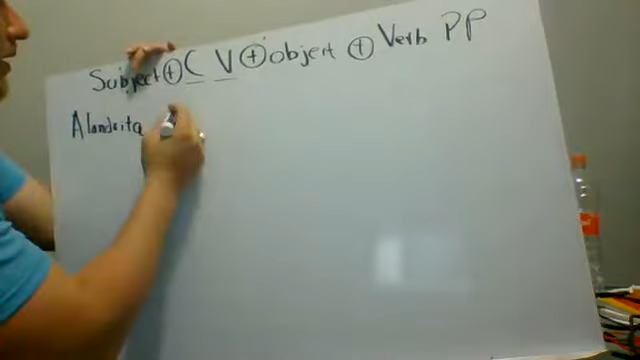 Subject + C V + object + Verb PP
Alondrita